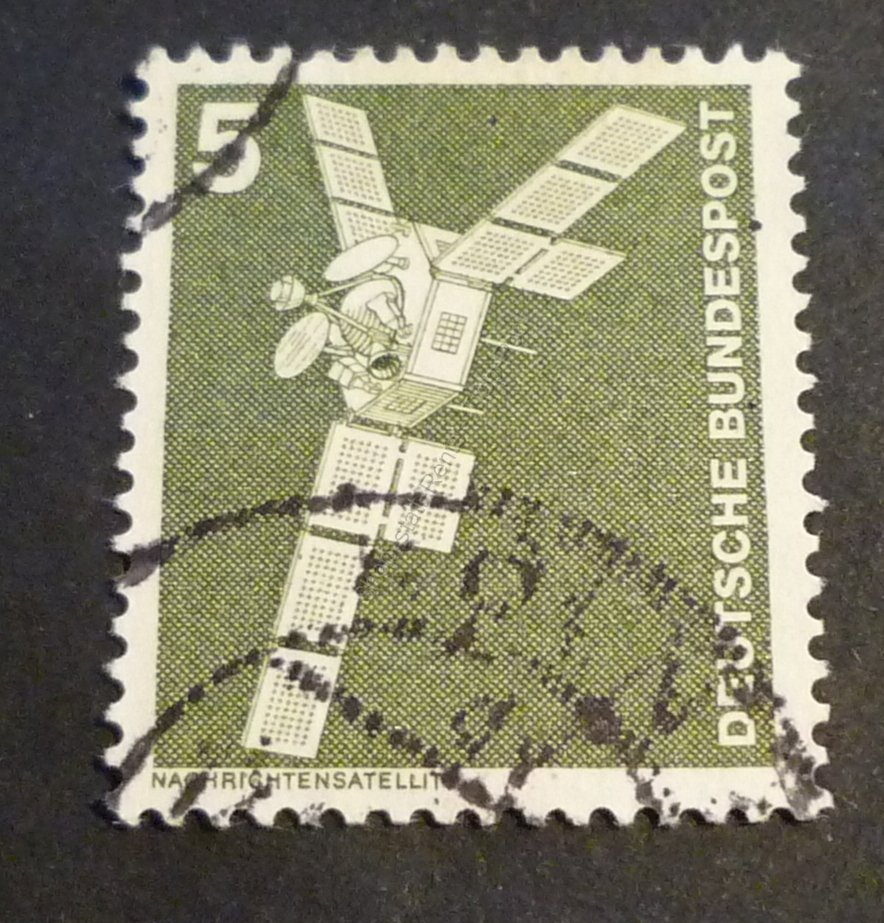 5
DEUTSCHE BUNDESPOST
NACHRICHTENSATELLIT